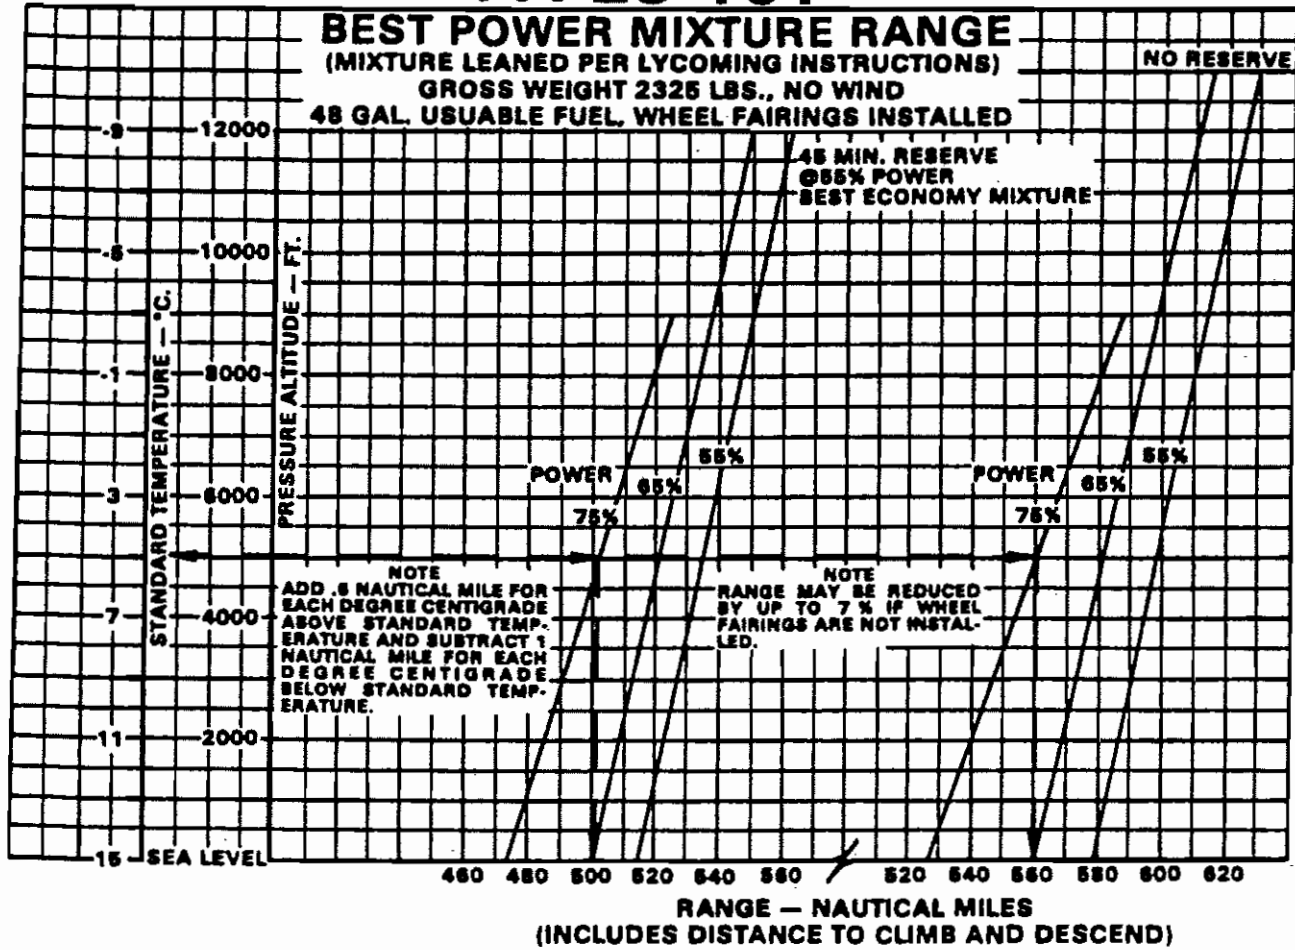 BEST POWER MIXTURE RANGE
(MIXTURE LEANED PER LYCOMING INSTRUCTIONS)
GROSS WEIGHT 2325 LBS., NO WIND
48 GAL. USUABLE FUEL, WHEEL FAIRINGS INSTALLED
NO RESERVE
45 MIN. RESERVE
@55% POWER
BEST ECONOMY MIXTURE
STANDARD TEMPERATURE — °C.
-9
-5
-1
3
7
11
15
PRESSURE ALTITUDE — FT.
12000
10000
8000
6000
4000
2000
SEA LEVEL
POWER
75%
65%
55%
POWER
75%
65%
55%
NOTE
ADD .6 NAUTICAL MILE FOR
EACH DEGREE CENTIGRADE
ABOVE STANDARD TEMP-
ERATURE AND SUBTRACT 1
NAUTICAL MILE FOR EACH
DEGREE CENTIGRADE
BELOW STANDARD TEMP-
ERATURE.
NOTE
RANGE MAY BE REDUCED
BY UP TO 7 % IF WHEEL
FAIRINGS ARE NOT INSTAL-
LED.
460 480 500 520 540 560 520 540 560 580 600 620
RANGE — NAUTICAL MILES
(INCLUDES DISTANCE TO CLIMB AND DESCEND)